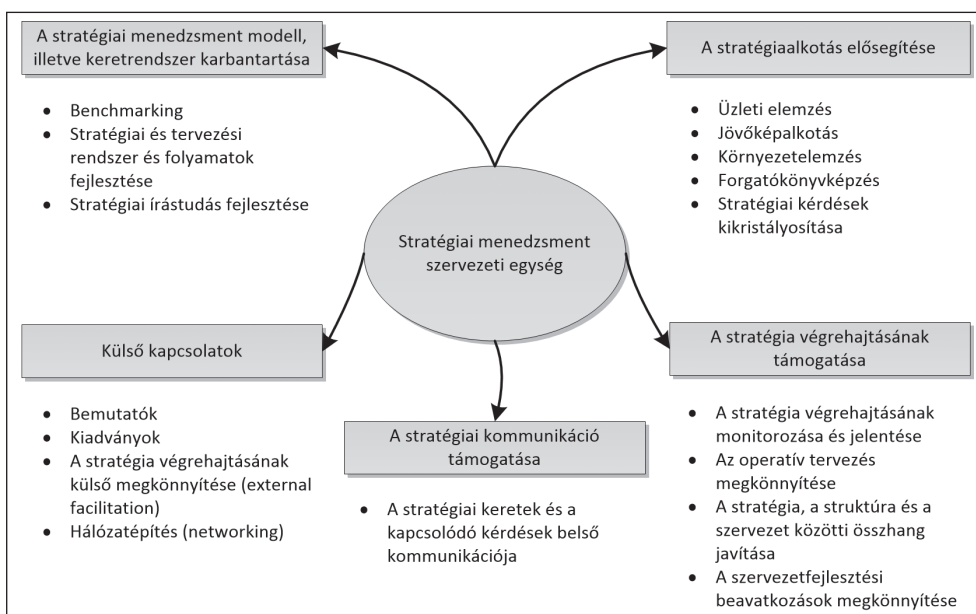 A stratégiai menedzsment modell,
illetve keretrendszer karbantartása
• Benchmarking
• Stratégiai és tervezési
rendszer és folyamatok
fejlesztése
• Stratégiai írástudás fejlesztése
A stratégiaalkotás elősegítése
• Üzleti elemzés
• Jövőképalkotás
• Környezetelemzés
• Forgatókönyvképzés
• Stratégiai kérdések
kikristályosítása
Stratégiai menedzsment
szervezeti egység
Külső kapcsolatok
• Bemutatók
• Kiadványok
• A stratégia végrehajtásának
külső megkönnyítése (external
facilitation)
• Hálózatépítés (networking)
A stratégiai kommunikáció
támogatása
• A stratégiai keretek és a
kapcsolódó kérdések belső
kommunikációja
A stratégia végrehajtásának
támogatása
• A stratégia végrehajtásának
monitorozása és jelentése
• Az operatív tervezés
megkönnyítése
• A stratégia, a struktúra és a
szervezet közötti összhang
javítása
• A szervezetfejlesztési
beavatkozások megkönnyítése